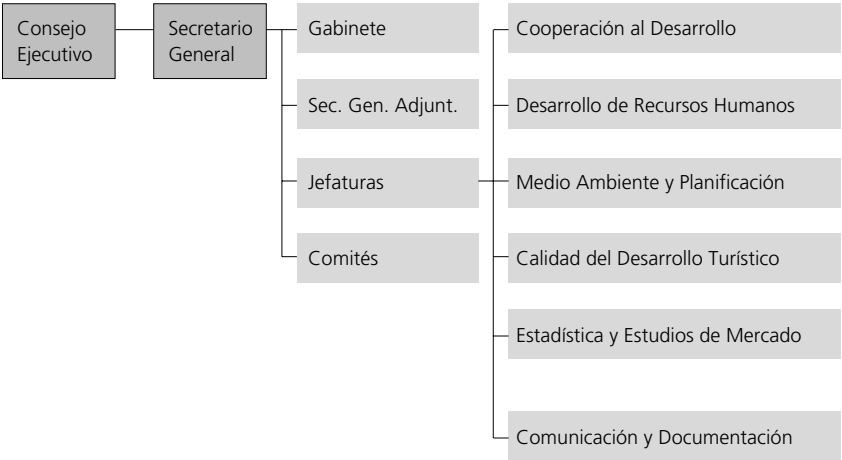 Consejo
Ejecutivo
Secretario
General
Gabinete
Sec. Gen. Adjunt.
Jefaturas
Comités
Cooperación al Desarrollo
Desarrollo de Recursos Humanos
Medio Ambiente y Planificación
Calidad del Desarrollo Turístico
Estadística y Estudios de Mercado
Comunicación y Documentación